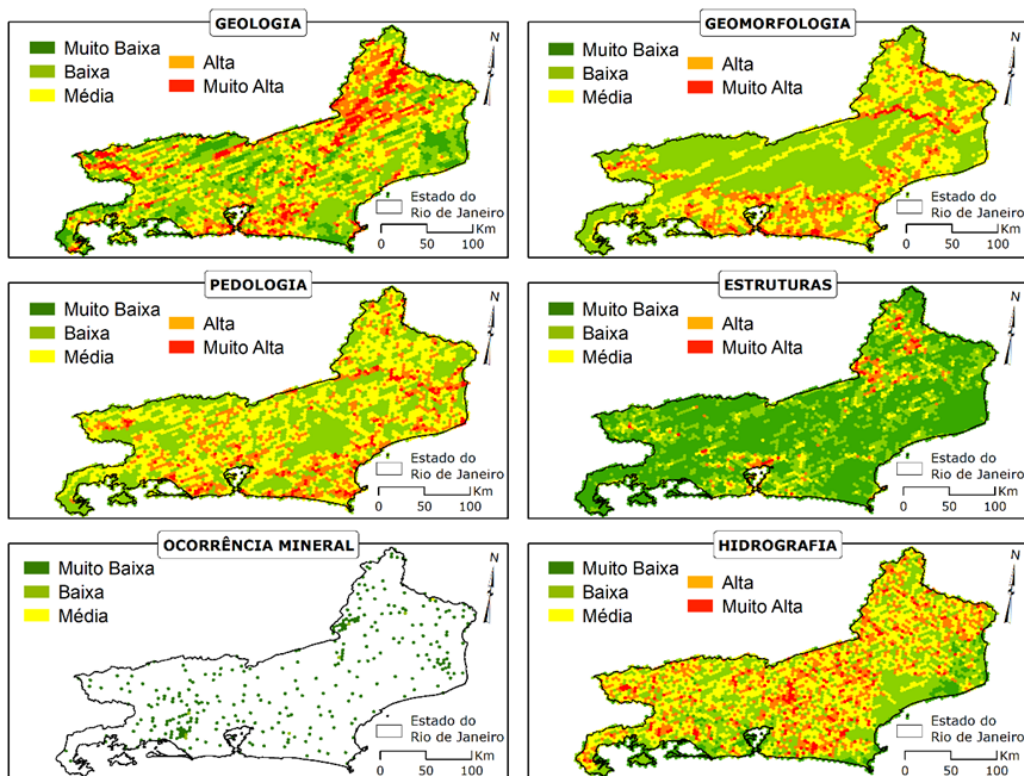 GEOLOGIA
Muito Baixa
Baixa
Média
Alta
Muito Alta
N
Estado do
Rio de Janeiro
Km
0 50 100
GEOMORFOLOGIA
Muito Baixa
Baixa
Média
Alta
Muito Alta
N
Estado do
Rio de Janeiro
Km
0 50 100
PEDOLOGIA
Muito Baixa
Baixa
Média
Alta
Muito Alta
N
Estado do
Rio de Janeiro
Km
0 50 100
ESTRUTURAS
Muito Baixa
Baixa
Média
Alta
Muito Alta
N
Estado do
Rio de Janeiro
Km
0 50 100
OCORRÊNCIA MINERAL
Muito Baixa
Baixa
Média
N
Estado do
Rio de Janeiro
Km
0 50 100
HIDROGRAFIA
Muito Baixa
Baixa
Média
Alta
Muito Alta
N
Estado do
Rio de Janeiro
Km
0 50 100